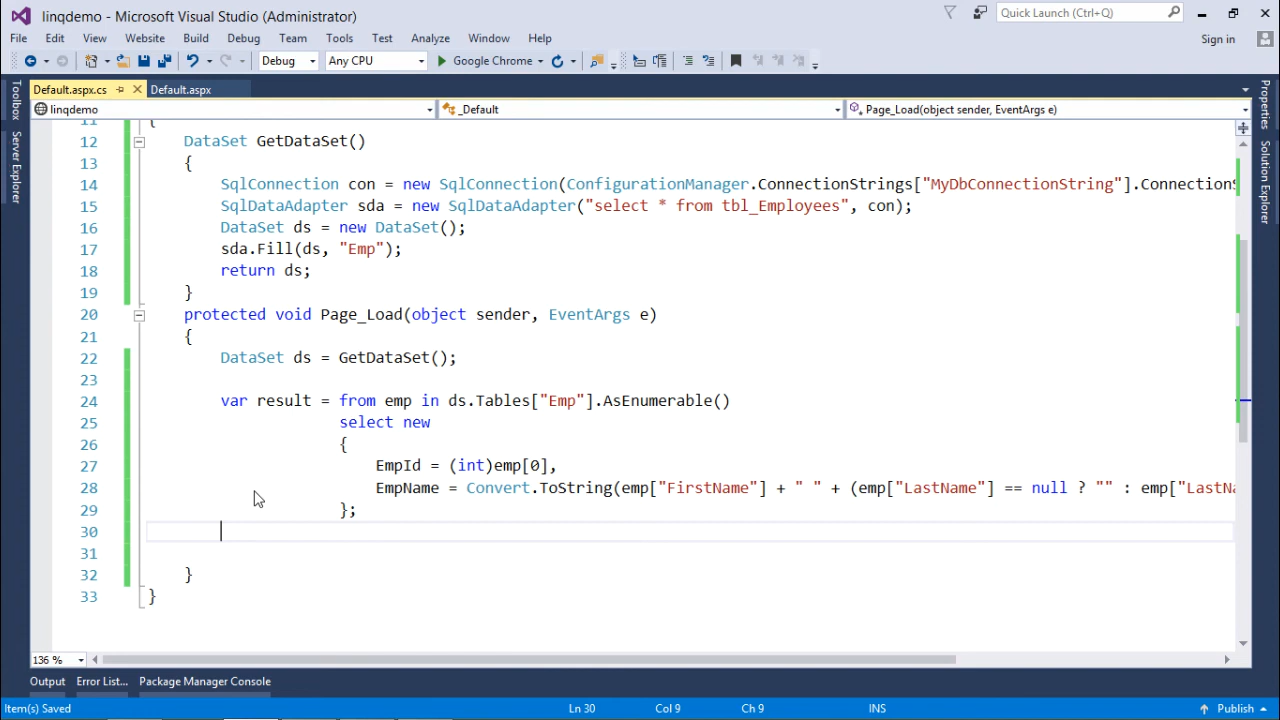 linqdemo - Microsoft Visual Studio (Administrator)
Quick Launch (Ctrl+Q)
File Edit View Website Build Debug Team Tools Test Analyze Window Help
Sign in
Debug Any CPU Google Chrome
Default.aspx.cs Default.aspx
linqdemo _Default Page_Load(object sender, EventArgs e)
Toolbox
Server Explorer
Properties
Solution Explorer
11 {
12 DataSet GetDataSet()
13 {
14 SqlConnection con = new SqlConnection(ConfigurationManager.ConnectionStrings["MyDbConnectionString"].ConnectionS
15 SqlDataAdapter sda = new SqlDataAdapter("select * from tbl_Employees", con);
16 DataSet ds = new DataSet();
17 sda.Fill(ds, "Emp");
18 return ds;
19 }
20 protected void Page_Load(object sender, EventArgs e)
21 {
22 DataSet ds = GetDataSet();
23
24 var result = from emp in ds.Tables["Emp"].AsEnumerable()
25 select new
26 {
27 EmpId = (int)emp[0],
28 EmpName = Convert.ToString(emp["FirstName"] + " " + (emp["LastName"] == null ? "" : emp["LastNa
29 };
30
31
32 }
33 }
136 %
Output Error List... Package Manager Console
Item(s) Saved Ln 30 Col 9 Ch 9 INS Publish